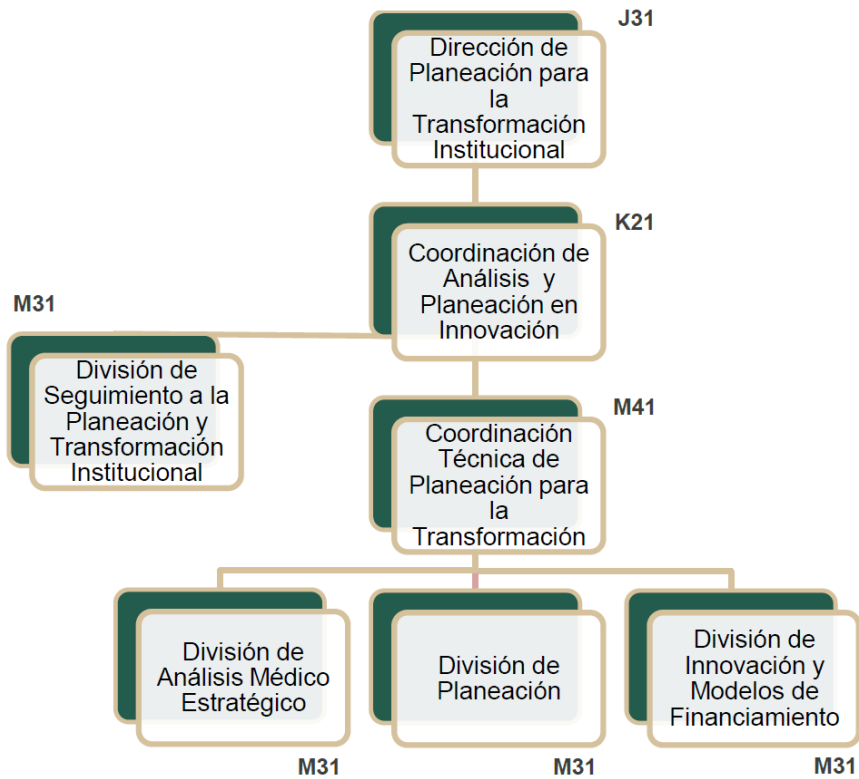 J31
Dirección de
Planeación para
la
Transformación
Institucional
K21
Coordinación de
Análisis y
Planeación en
Innovación
M31
División de
Seguimiento a la
Planeación y
Transformación
Institucional
M41
Coordinación
Técnica de
Planeación para
la
Transformación
División de
Análisis Médico
Estratégico
M31
División de
Planeación
M31
División de
Innovación y
Modelos de
Financiamiento
M31